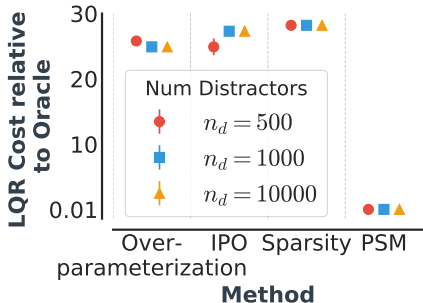 LQR Cost relative
to Oracle
30
20
10
0.01
Num Distractors
n_d = 500
n_d = 1000
n_d = 10000
Over-
parameterization
IPO
Sparsity
PSM
Method